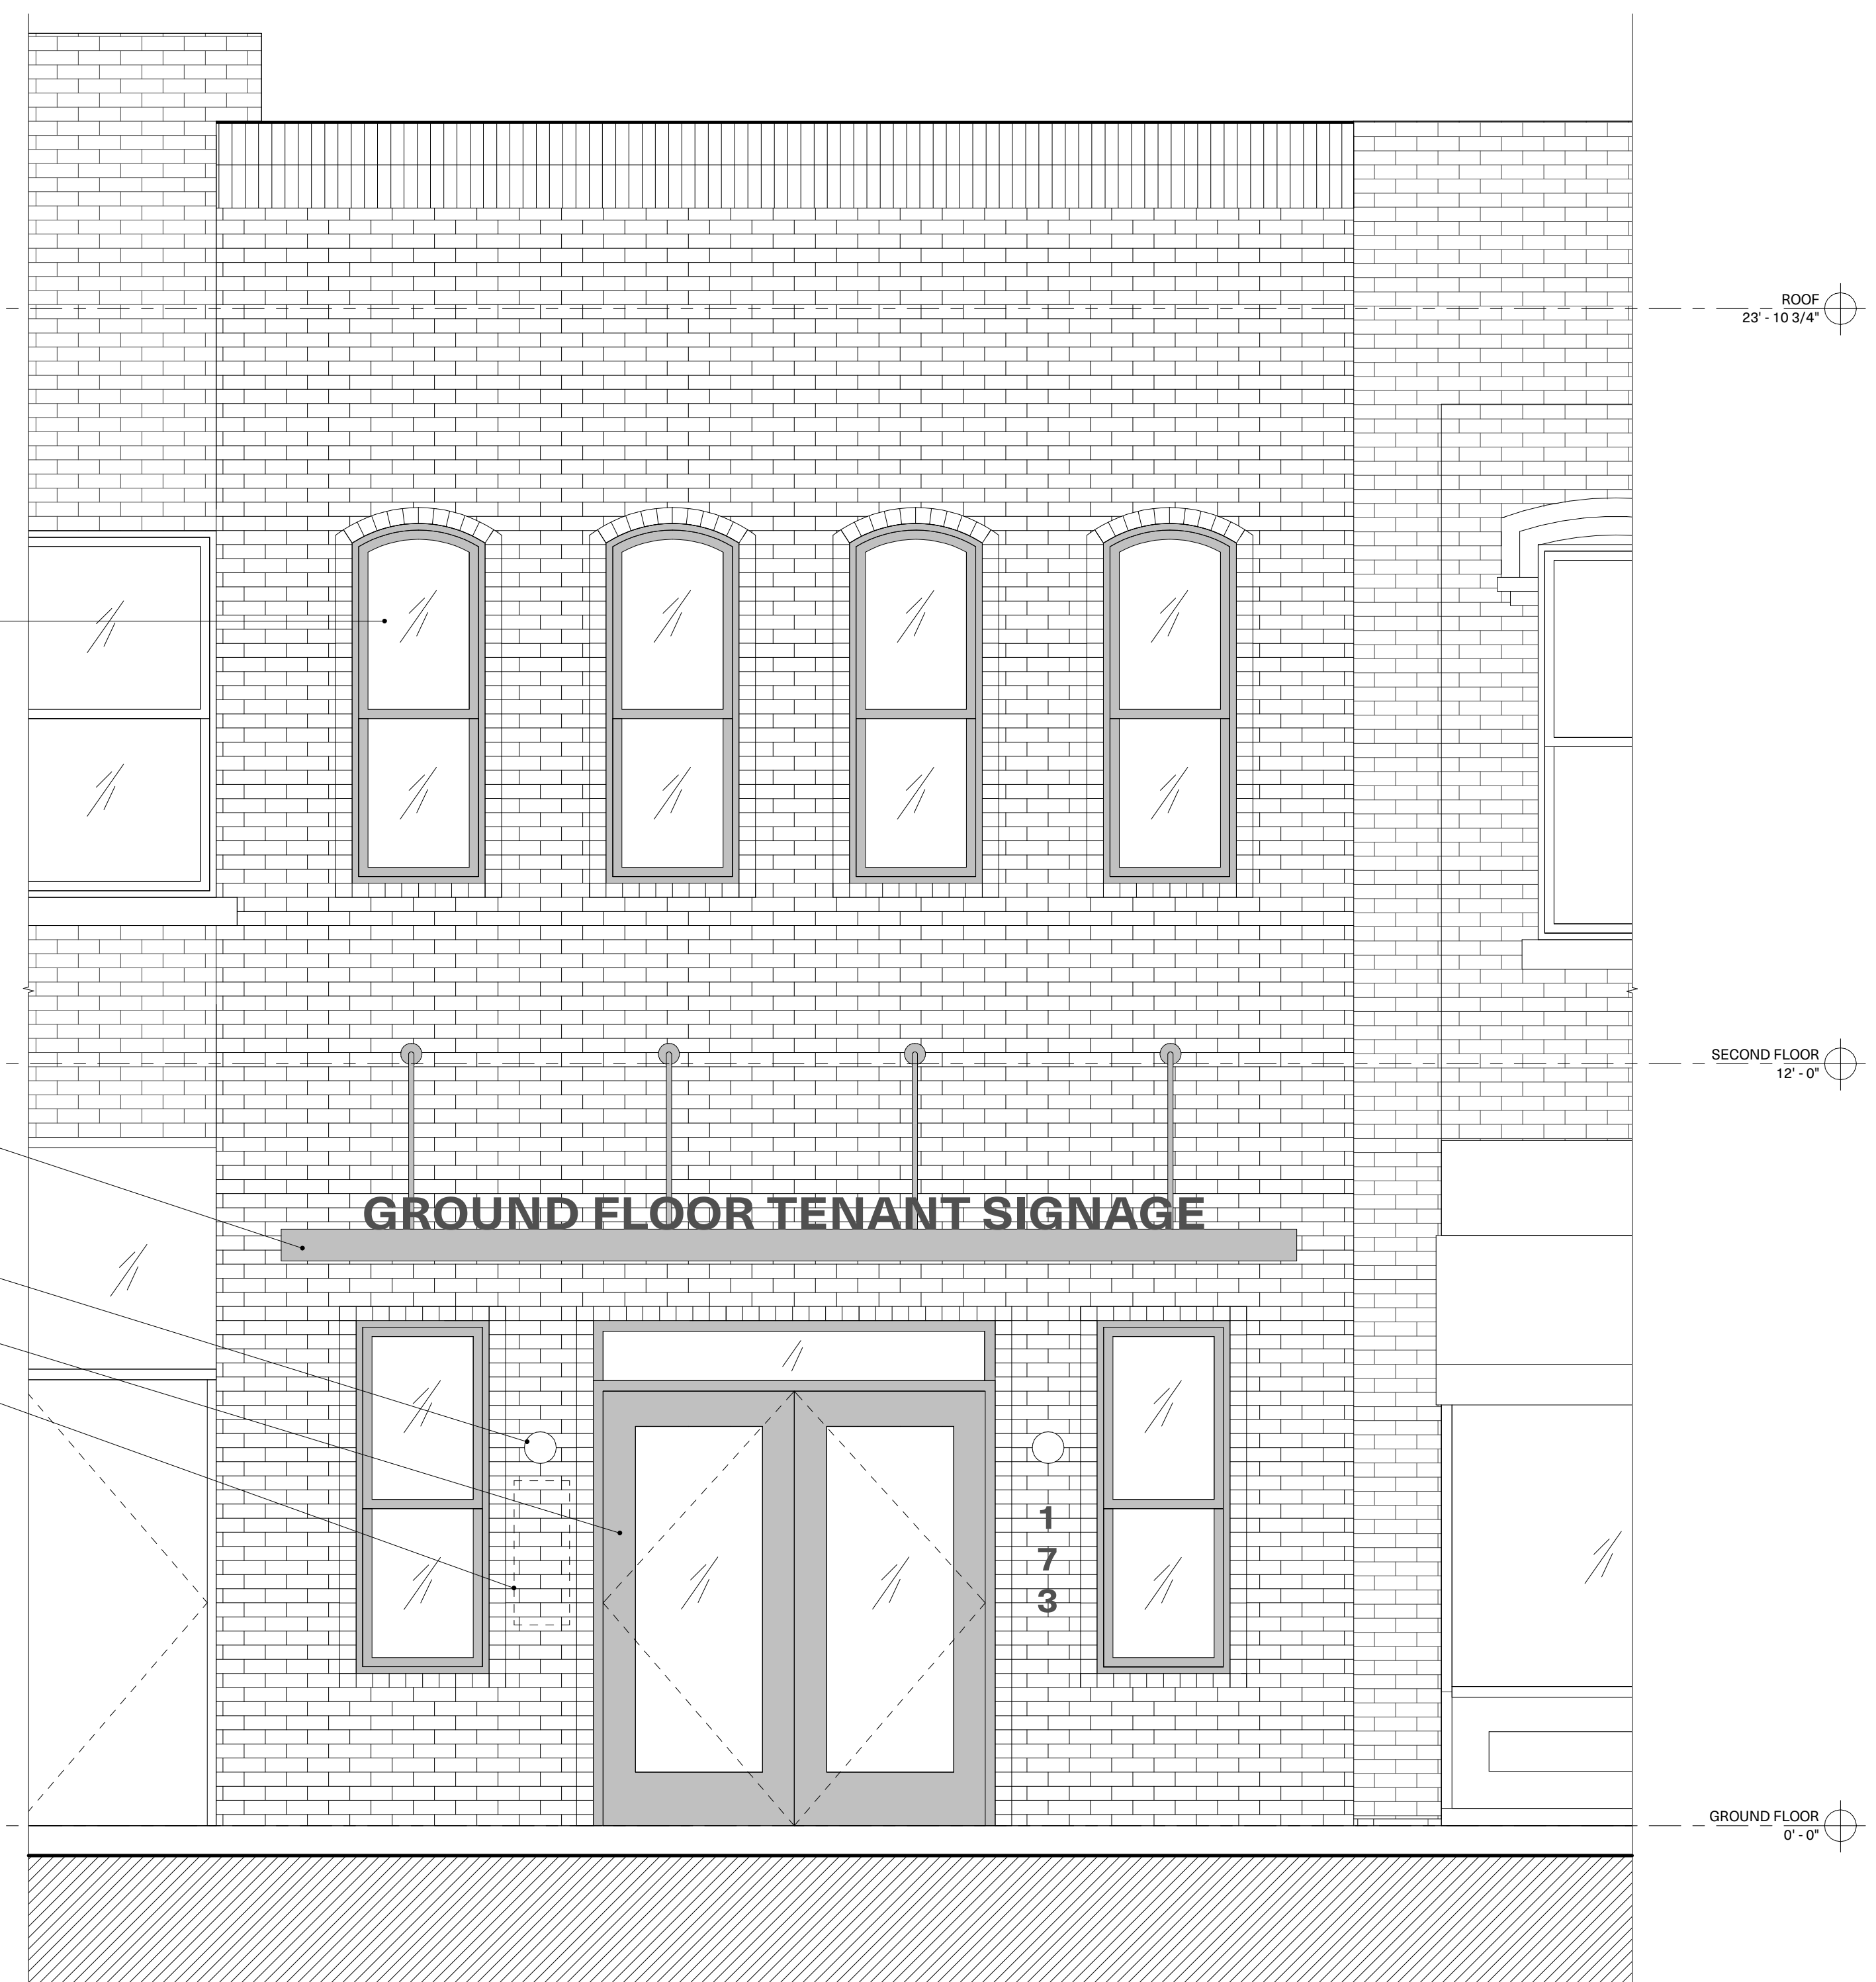 ROOF
23' - 10 3/4"
SECOND FLOOR
12' - 0"
GROUND FLOOR TENANT SIGNAGE
1
7
3
GROUND FLOOR
0' - 0"